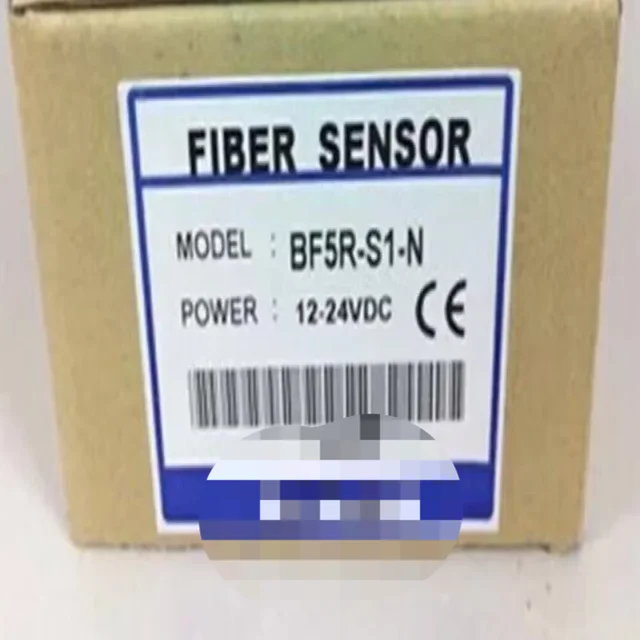 FIBER SENSOR
MODEL : BF5R-S1-N
POWER : 12-24VDC CE